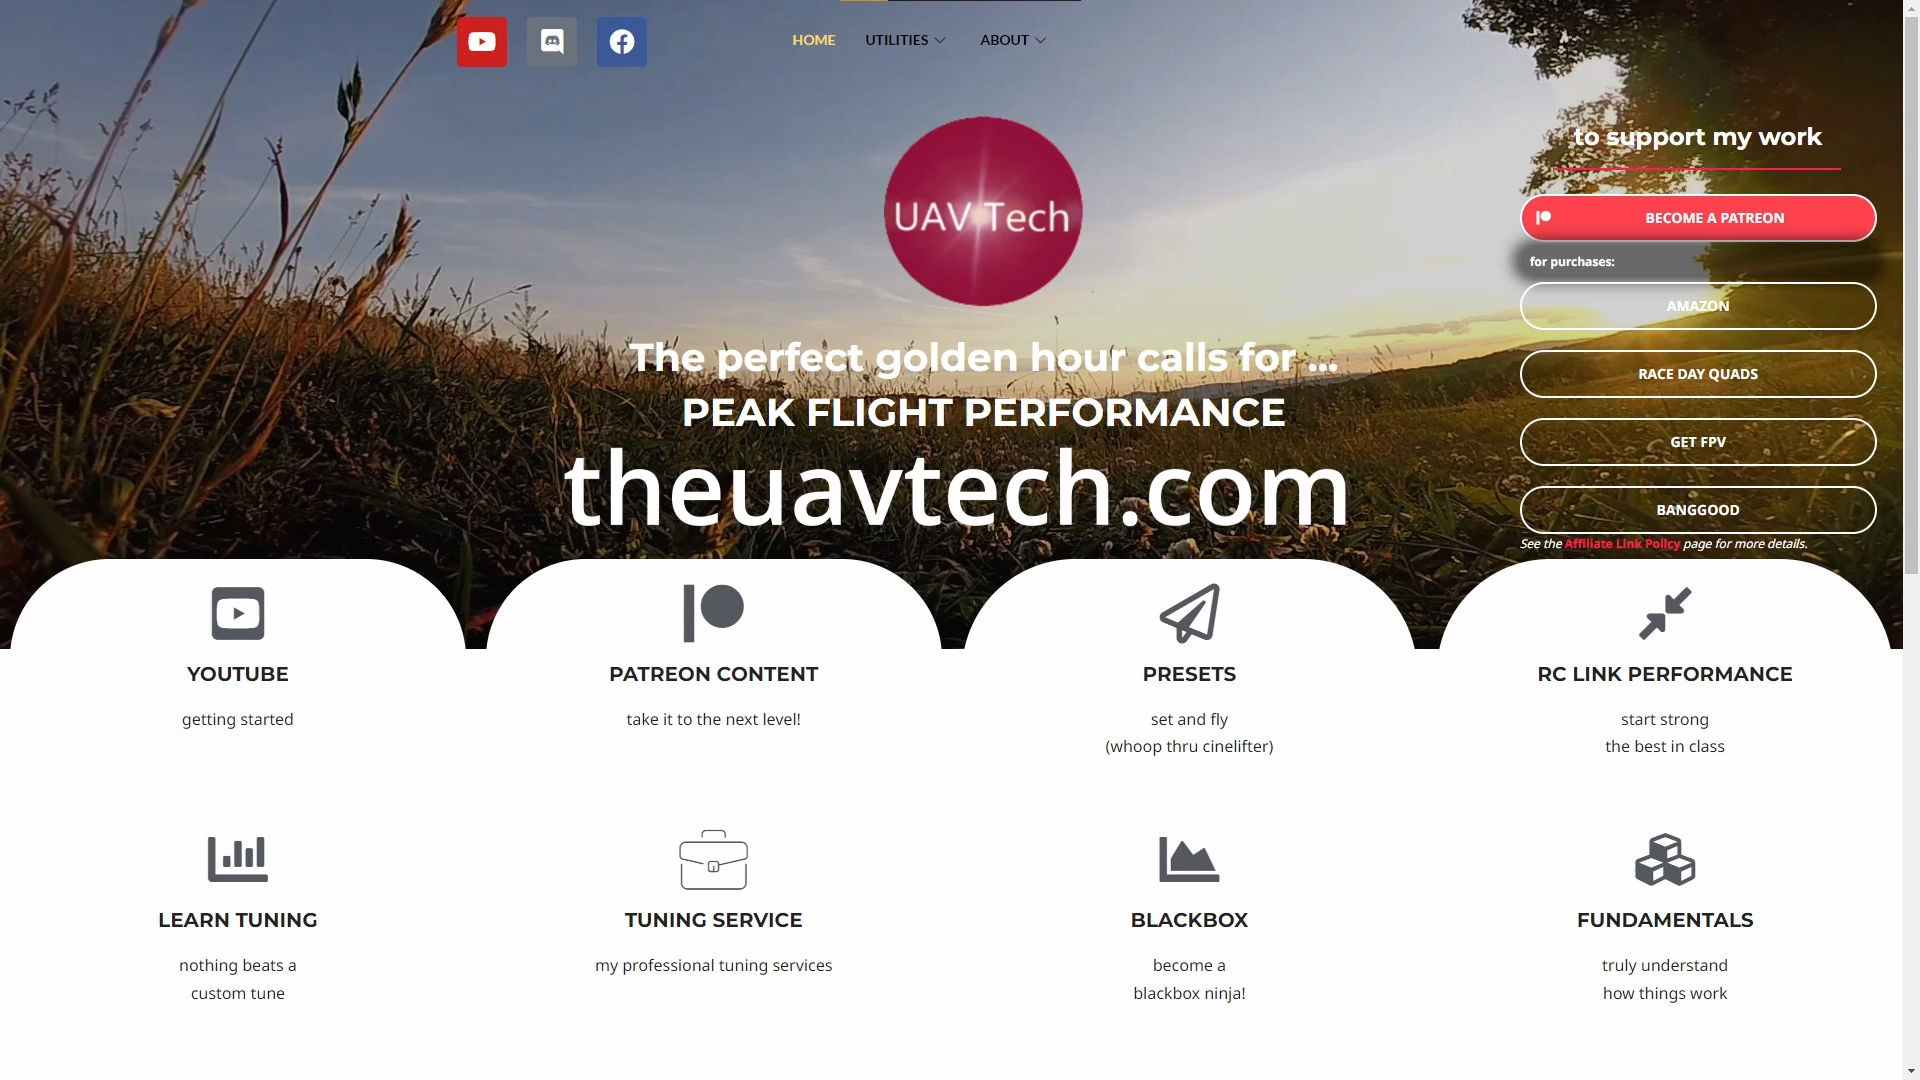 HOME
UTILITIES
ABOUT
UAV Tech
The perfect golden hour calls for ...
PEAK FLIGHT PERFORMANCE
theuavtech.com
to support my work
BECOME A PATREON
for purchases:
AMAZON
RACE DAY QUADS
GET FPV
BANGGOOD
See the Affiliate Link Policy page for more details.
YOUTUBE
getting started
PATREON CONTENT
take it to the next level!
PRESETS
set and fly
(whoop thru cinelifter)
RC LINK PERFORMANCE
start strong
the best in class
LEARN TUNING
nothing beats a
custom tune
TUNING SERVICE
my professional tuning services
BLACKBOX
become a
blackbox ninja!
FUNDAMENTALS
truly understand
how things work